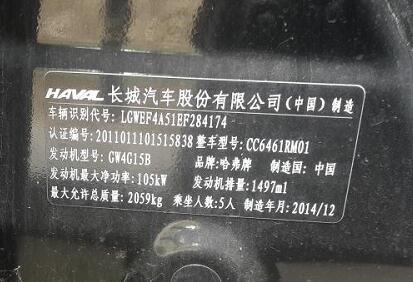 HAVAL 长城汽车股份有限公司(中国)制造
车辆识别代号: LGWEF4A51EF284174
认证编号: 2011011101515838 整车型号: CC6461RM01
发动机型号: GW4G15B 品牌: 哈弗牌 制造国: 中国
发动机最大净功率: 105kW 发动机排量: 1497ml
最大允许总质量: 2059kg 乘坐人数: 5人 制造年月: 2014/12